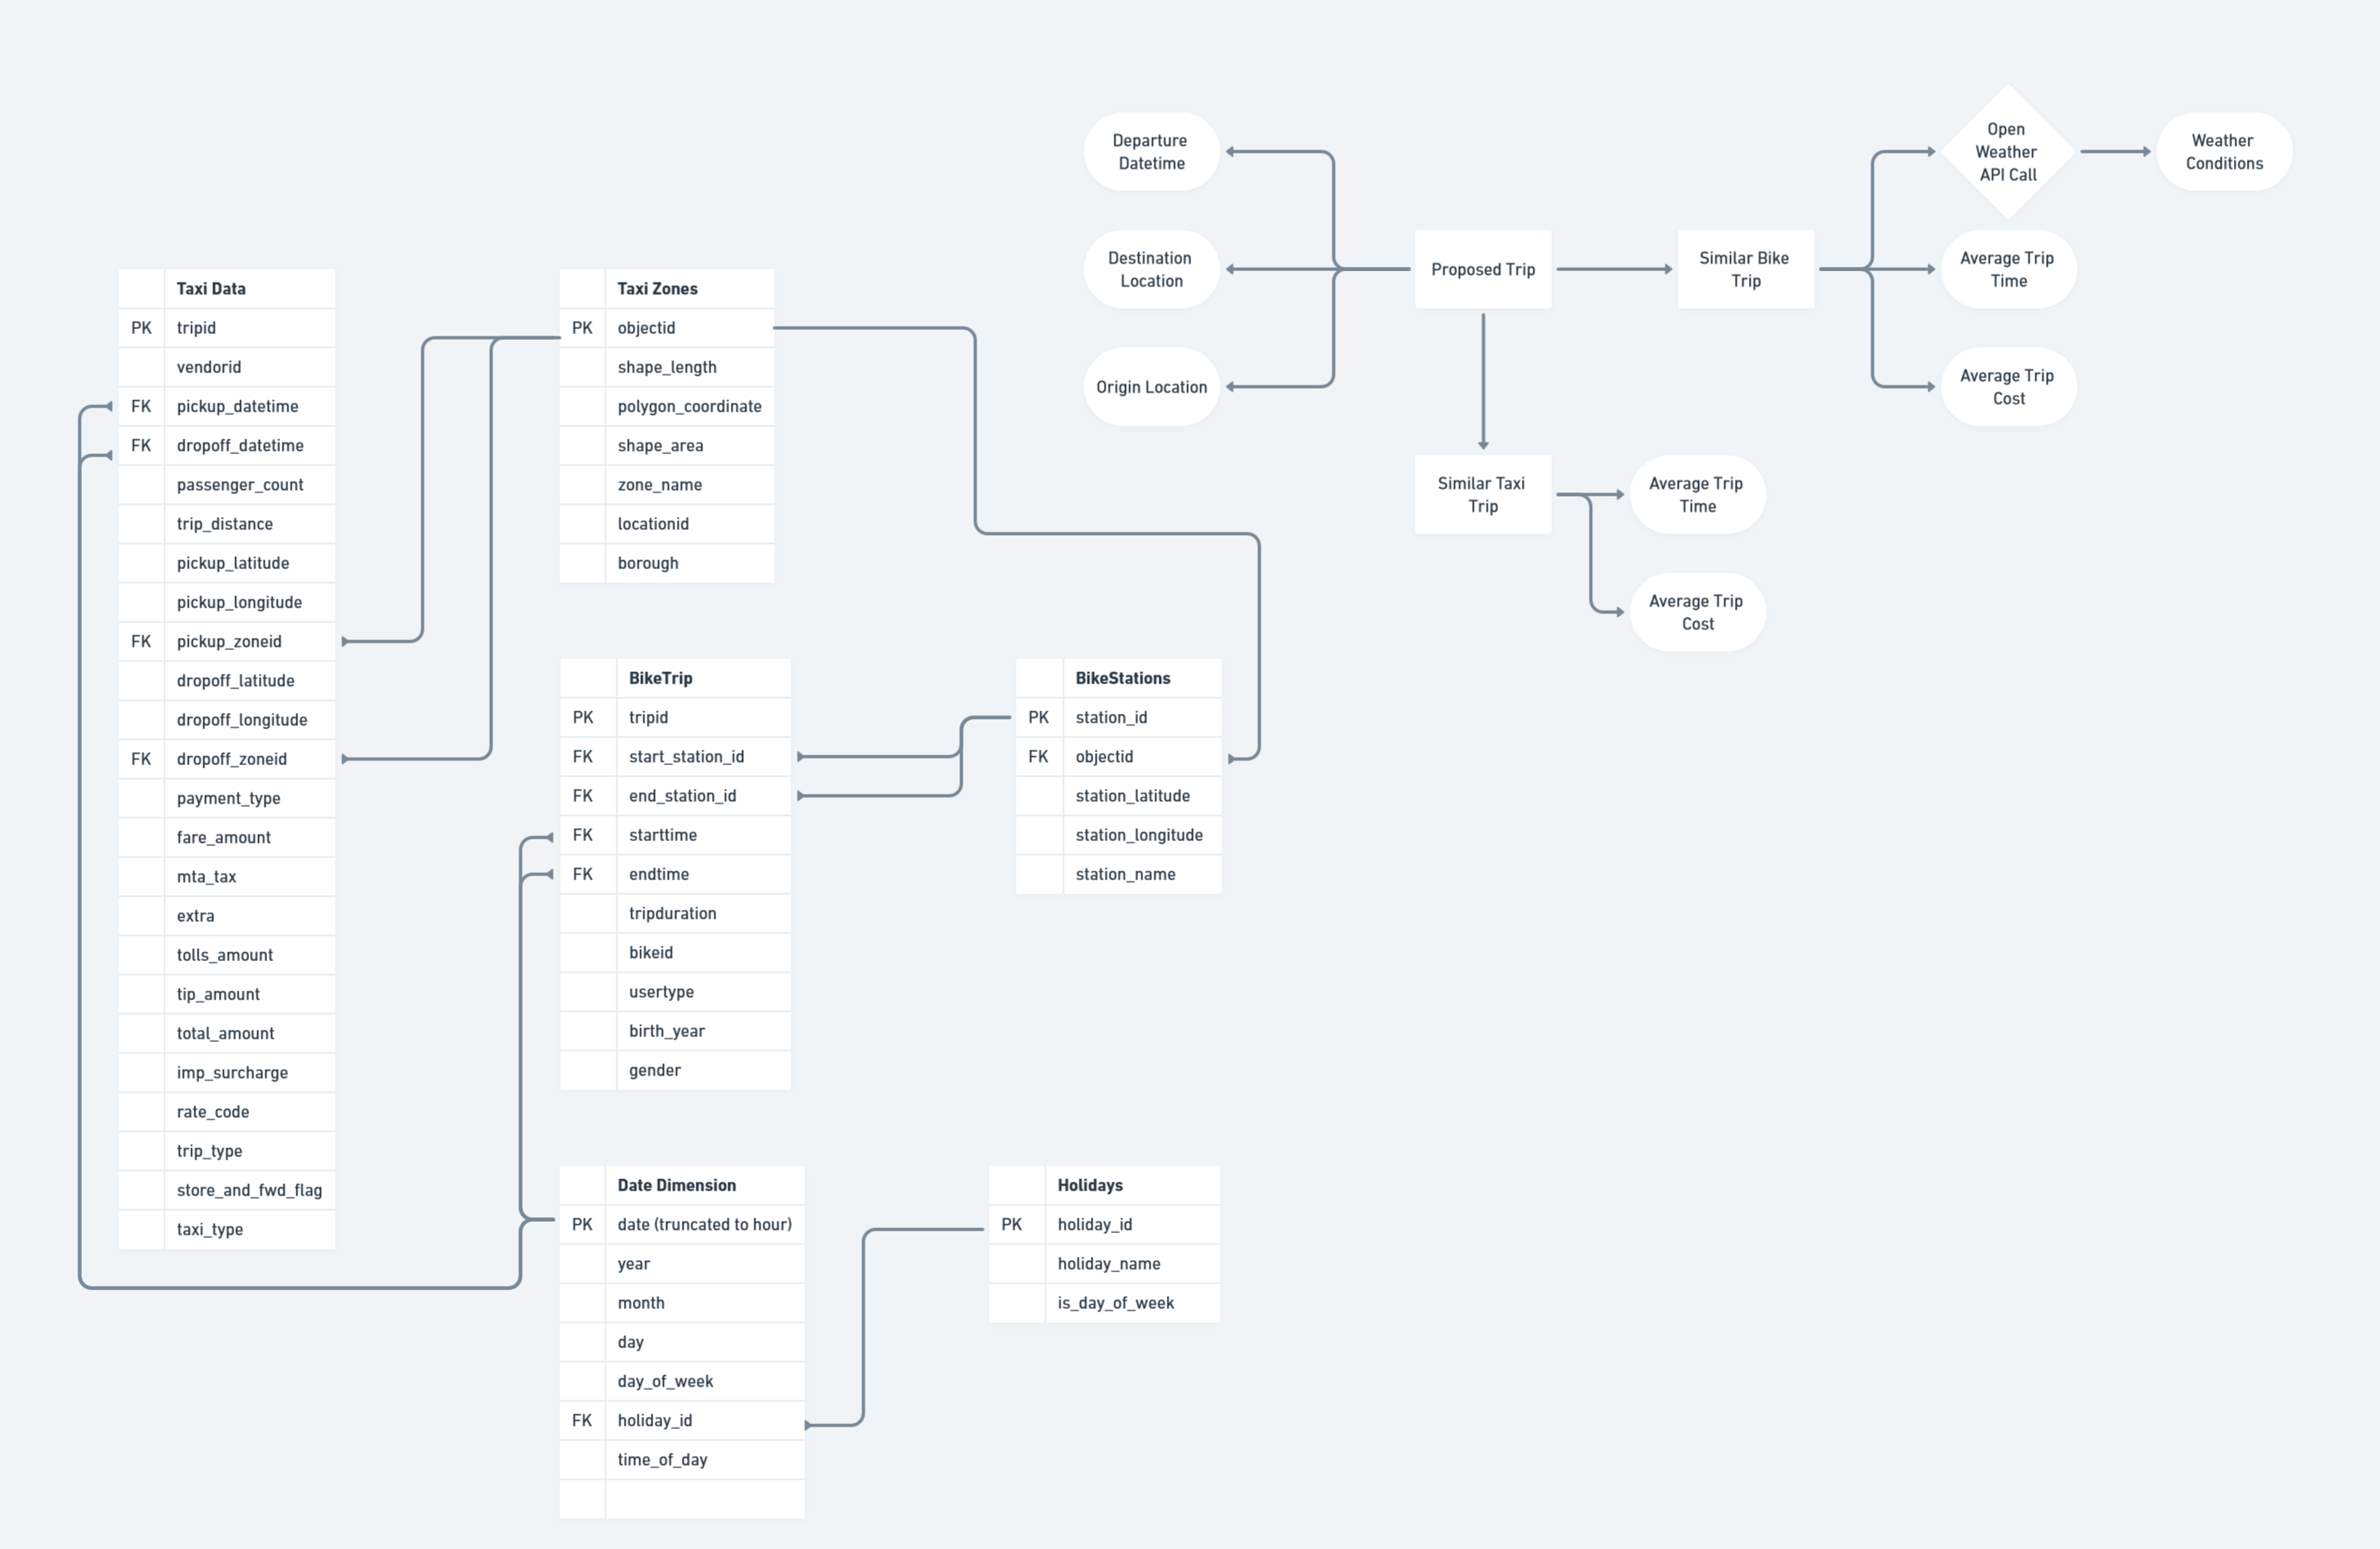 Departure
Datetime
Destination
Location
Origin Location
Proposed Trip
Similar Bike
Trip
Open
Weather
API Call
Weather
Conditions
Average Trip
Time
Average Trip
Cost
Similar Taxi
Trip
Average Trip
Time
Average Trip
Cost
Taxi Data
PK tripid
vendorid
FK pickup_datetime
FK dropoff_datetime
passenger_count
trip_distance
pickup_latitude
pickup_longitude
FK pickup_zoneid
dropoff_latitude
dropoff_longitude
FK dropoff_zoneid
payment_type
fare_amount
mta_tax
extra
tolls_amount
tip_amount
total_amount
imp_surcharge
rate_code
trip_type
store_and_fwd_flag
taxi_type
Taxi Zones
PK objectid
shape_length
polygon_coordinate
shape_area
zone_name
locationid
borough
BikeTrip
PK tripid
FK start_station_id
FK end_station_id
FK starttime
FK endtime
tripduration
bikeid
usertype
birth_year
gender
BikeStations
PK station_id
FK objectid
station_latitude
station_longitude
station_name
Date Dimension
PK date (truncated to hour)
year
month
day
day_of_week
FK holiday_id
time_of_day
Holidays
PK holiday_id
holiday_name
is_day_of_week